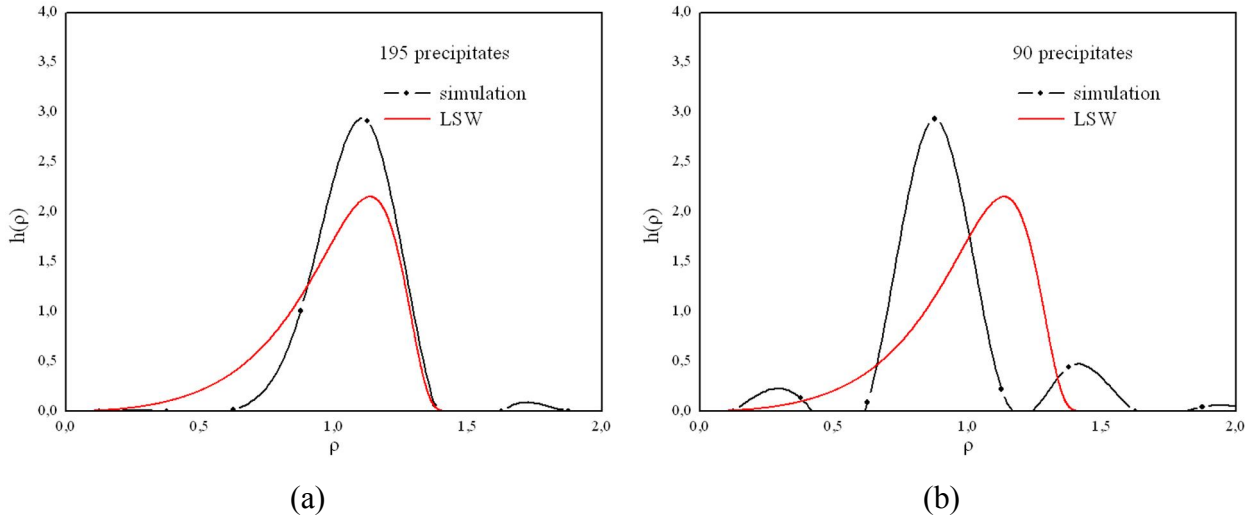 4,0
3,5
3,0
2,5
2,0
1,5
1,0
0,5
0,0
h(ρ)
195 precipitates
simulation
LSW
0,0 0,5 1,0 1,5 2,0
ρ
(a)
4,0
3,5
3,0
2,5
2,0
1,5
1,0
0,5
0,0
h(ρ)
90 precipitates
simulation
LSW
0,0 0,5 1,0 1,5 2,0
ρ
(b)